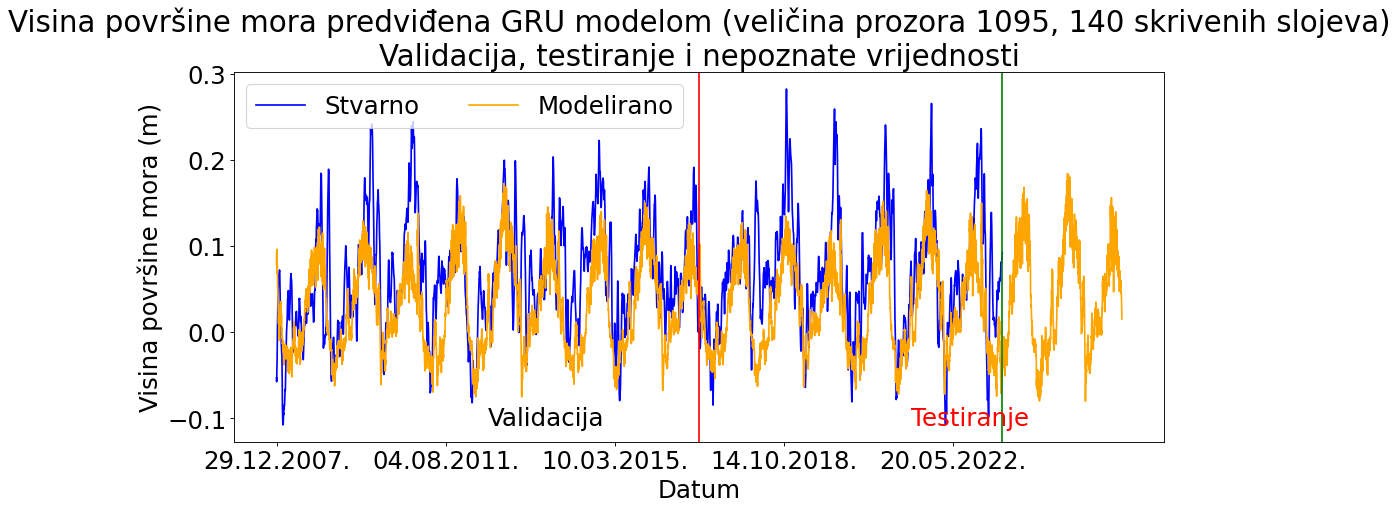 Visina površine mora predviđena GRU modelom (veličina prozora 1095, 140 skrivenih slojeva)
Validacija, testiranje i nepoznate vrijednosti
Stvarno
Modelirano
Visina površine mora (m)
0.3
0.2
0.1
0.0
−0.1
Validacija
Testiranje
29.12.2007.
04.08.2011.
10.03.2015.
14.10.2018.
20.05.2022.
Datum